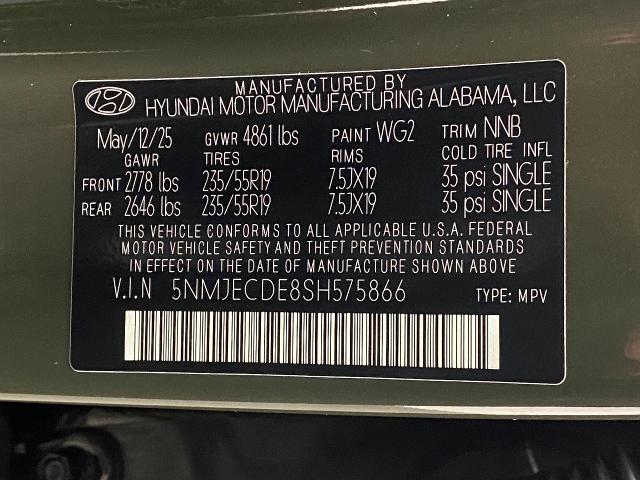 MANUFACTURED BY
HYUNDAI MOTOR MANUFACTURING ALABAMA, LLC
May/12/25 GVWR 4861 lbs PAINT WG2 TRIM NNB
GAWR TIRES RIMS COLD TIRE INFL
FRONT 2778 lbs 235/55R19 7.5JX19 35 psi SINGLE
REAR 2646 lbs 235/55R19 7.5JX19 35 psi SINGLE
THIS VEHICLE CONFORMS TO ALL APPLICABLE U.S.A. FEDERAL
MOTOR VEHICLE SAFETY AND THEFT PREVENTION STANDARDS
IN EFFECT ON THE DATE OF MANUFACTURE SHOWN ABOVE
V.I.N 5NMJECDE8SH575866 TYPE: MPV